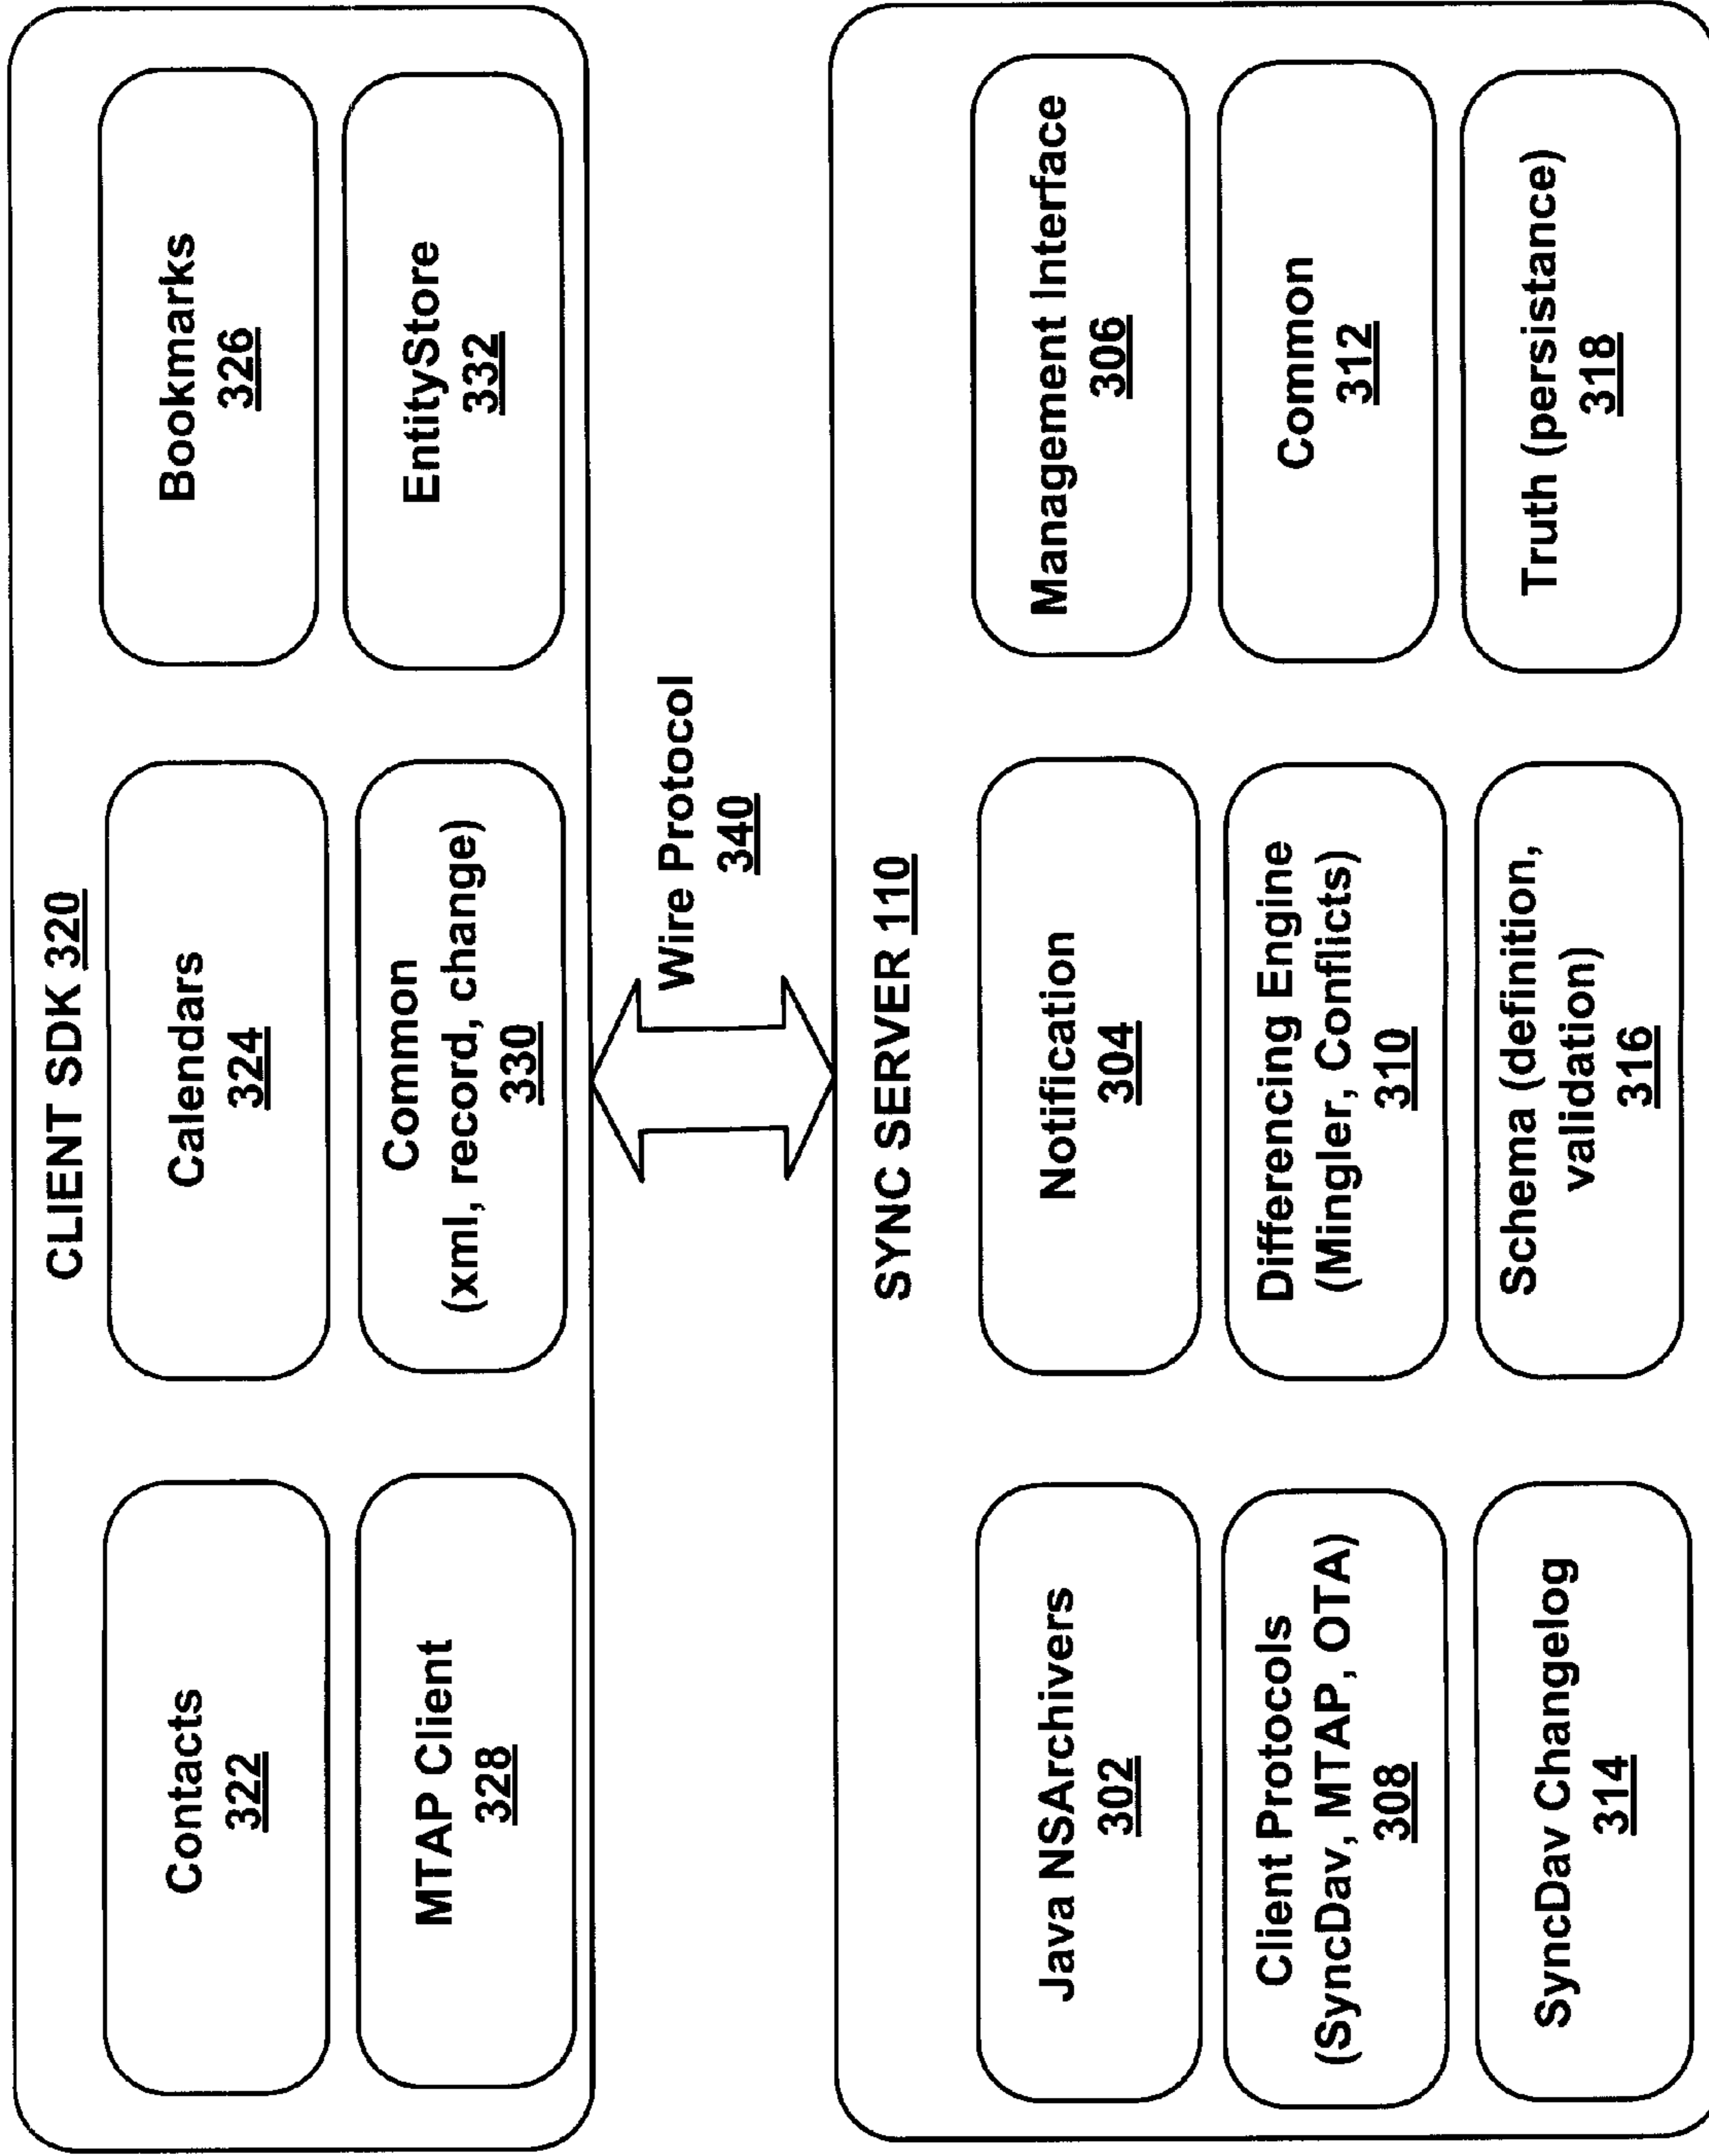 CLIENT SDK 320
Contacts
322
Calendars
324
Bookmarks
326
MTAP Client
328
Common
(xml, record, change)
330
EntityStore
332
Wire Protocol
340
SYNC SERVER 110
Java NSArchivers
302
Notification
304
Management Interface
306
Client Protocols
(SyncDav, MTAP, OTA)
308
Differencing Engine
(Mingler, Conflicts)
310
Common
312
SyncDav Changelog
314
Schema (definition,
validation)
316
Truth (persistance)
318